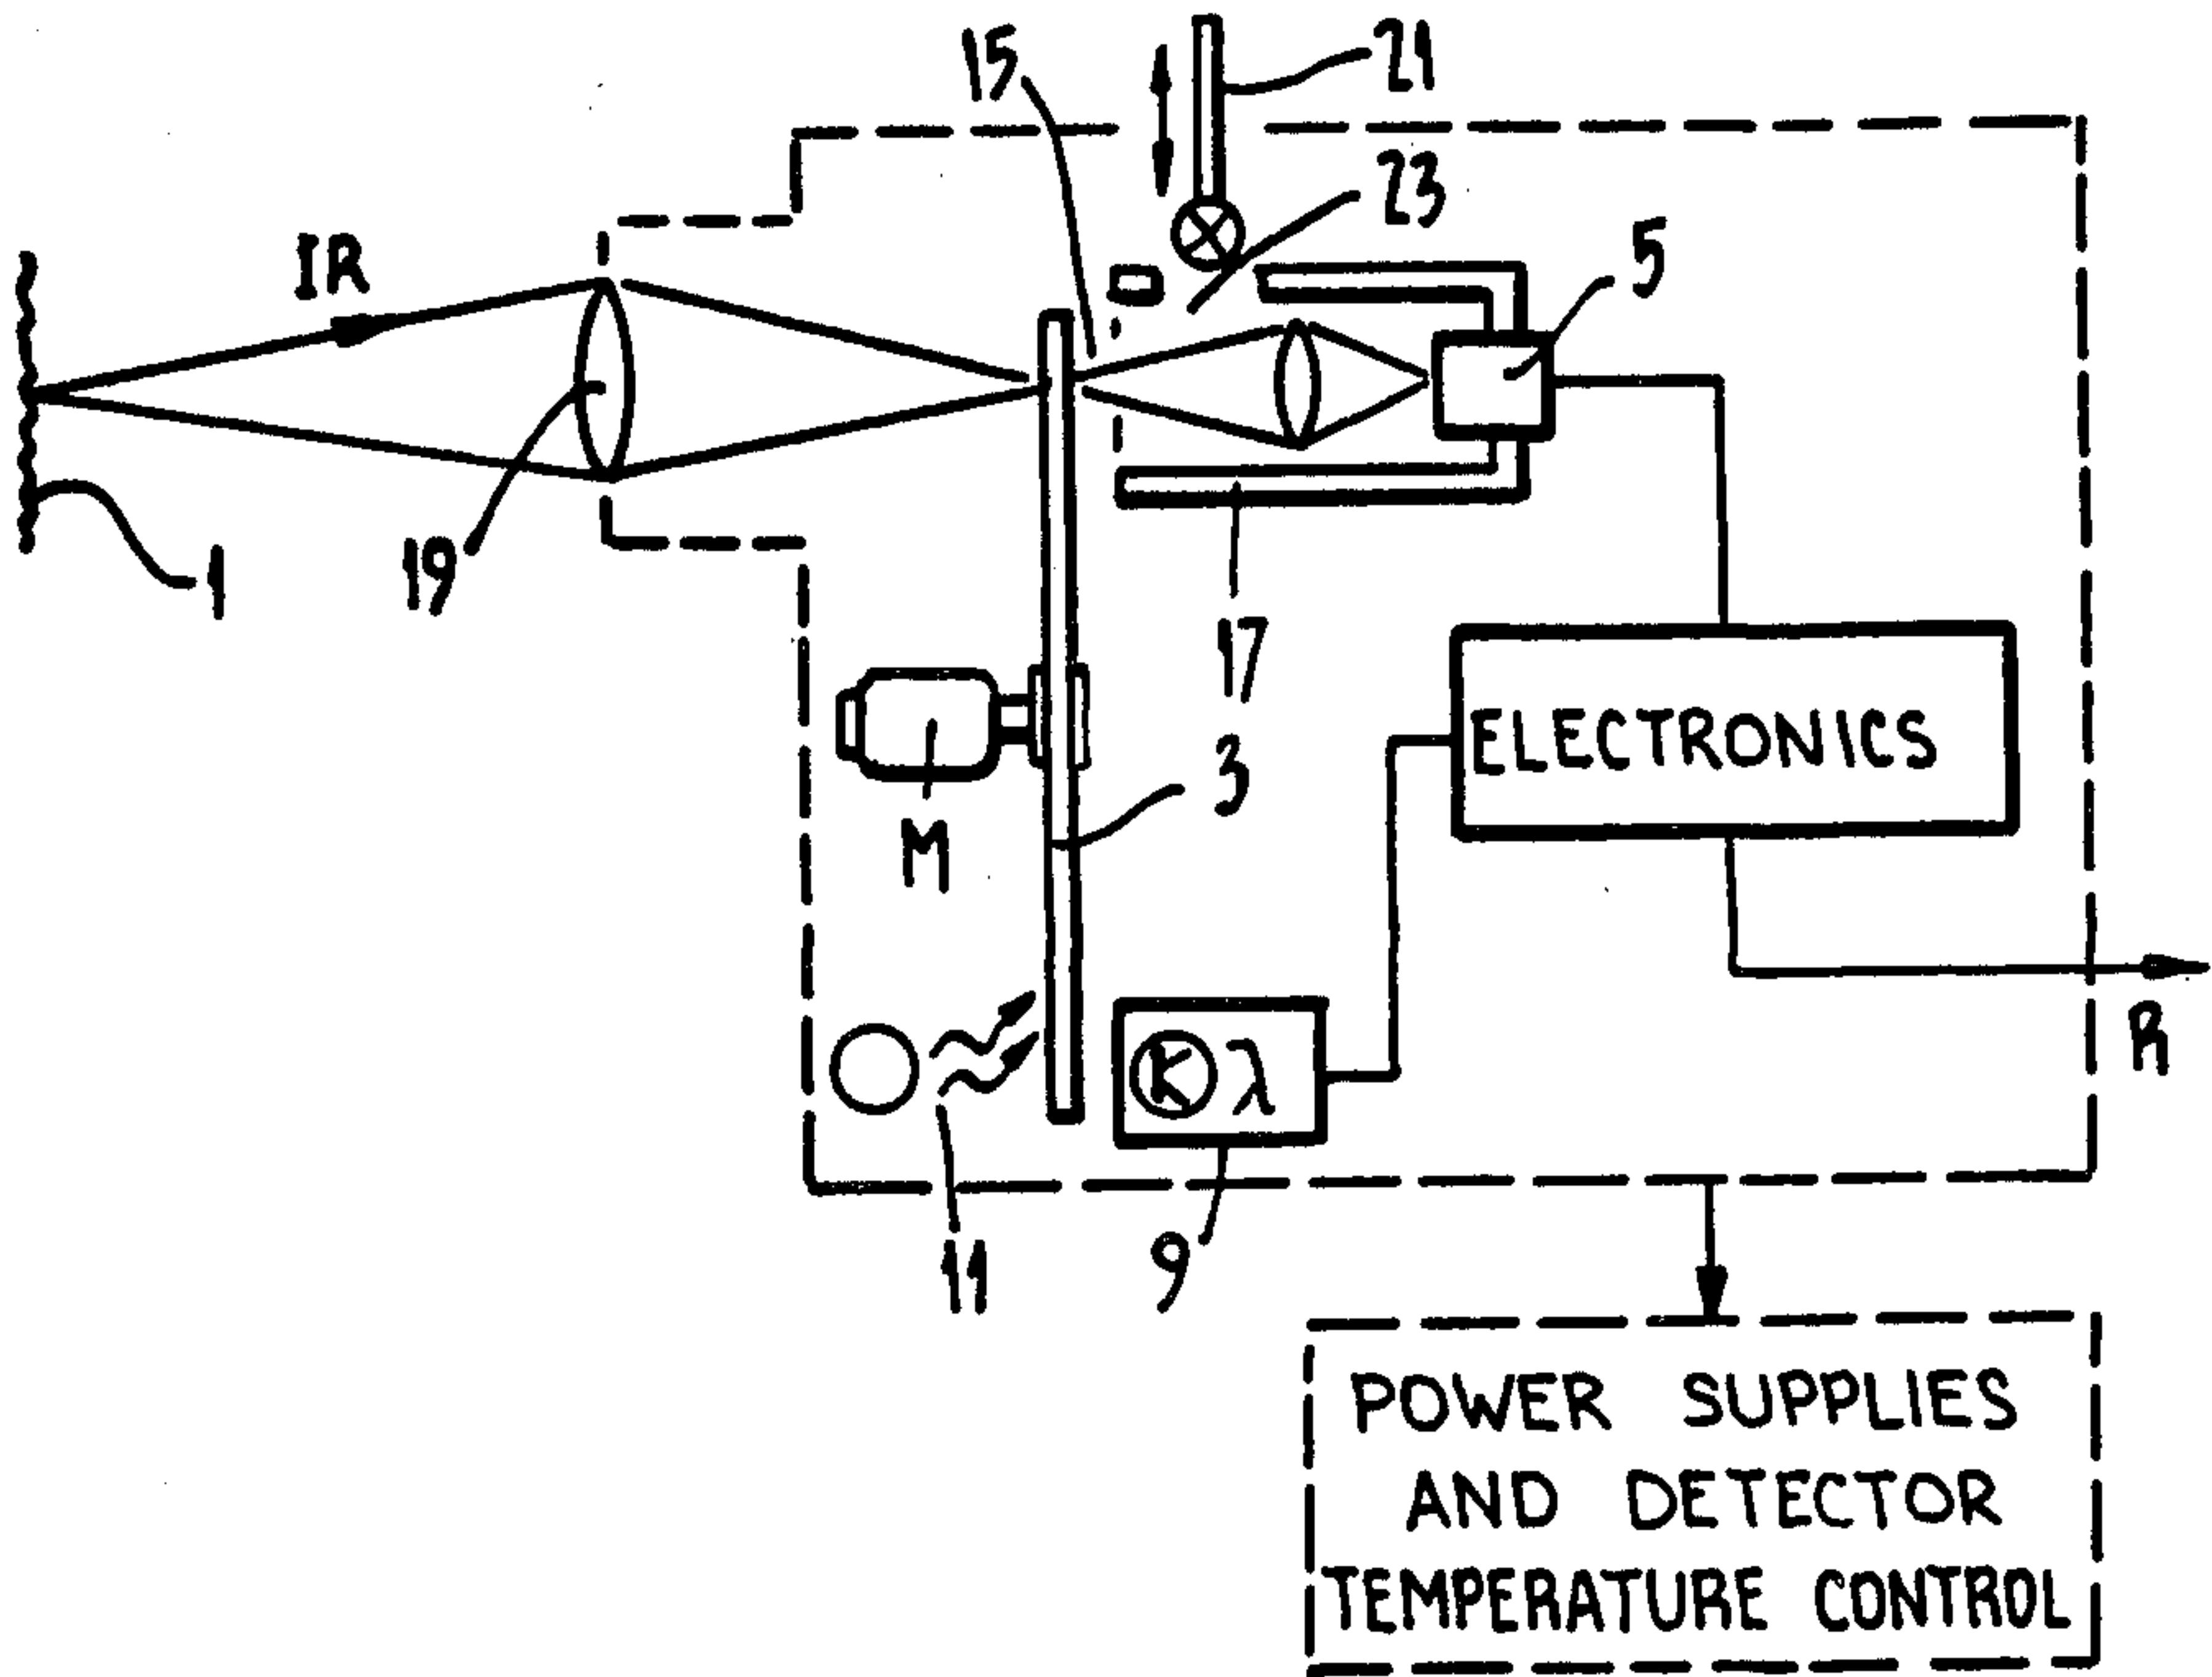 15
21
23
IR
5
19
1
17
ELECTRONICS
3
M
R
K λ
11
9
POWER SUPPLIES
AND DETECTOR
TEMPERATURE CONTROL